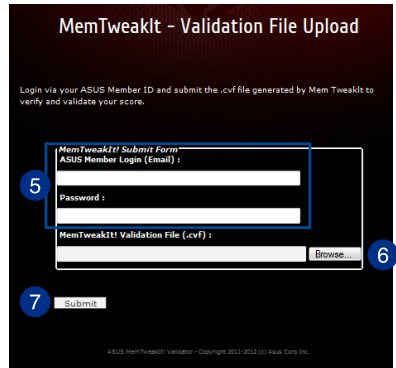 MemTweakIt - Validation File Upload
Login via your ASUS Member ID and submit the .cvf file generated by Mem TweakIt to
verify and validate your score.
MemTweakIt! Submit Form
ASUS Member Login (Email) :
5
Password :
MemTweakIt! Validation File (.cvf) :
Browse...
6
7
Submit
ASUS MemTweakIt! Validator - Copyright 2011-2012 (c) Asus Corp Inc.